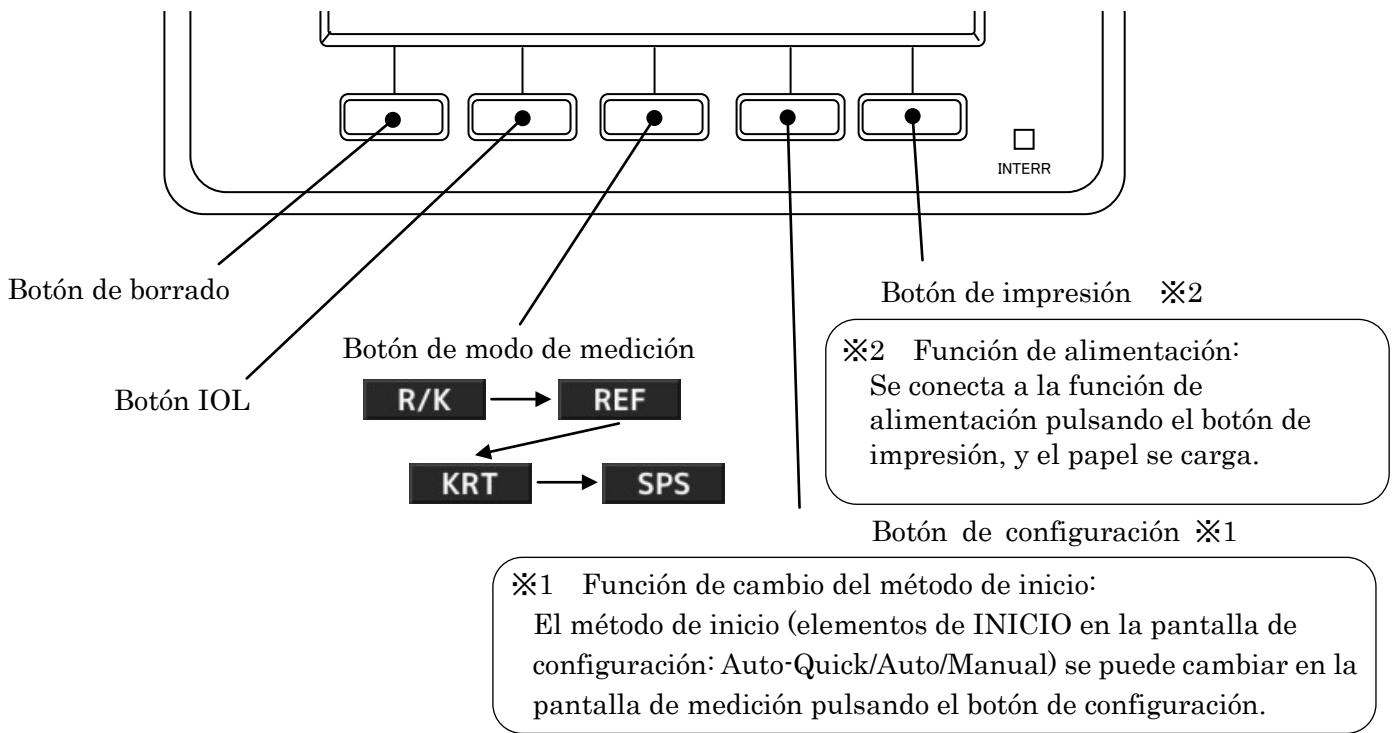 INTERR
Botón de borrado
Botón de impresión ※2
Botón de modo de medición
※2 Función de alimentación:
Se conecta a la función de
alimentación pulsando el botón de
impresión, y el papel se carga.
Botón IOL
R/K
REF
KRT
SPS
Botón de configuración ※1
※1 Función de cambio del método de inicio:
El método de inicio (elementos de INICIO en la pantalla de
configuración: Auto-Quick/Auto/Manual) se puede cambiar en la
pantalla de medición pulsando el botón de configuración.